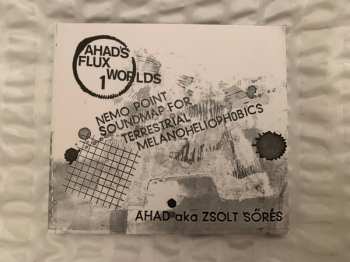 AHAD'S
FLUX
WORLDS
1
NEMO POINT
SOUNDMAP FOR
TERRESTRIAL
MELANOHELIOPHOBICS
AHAD aka ZSOLT SŐRÉS